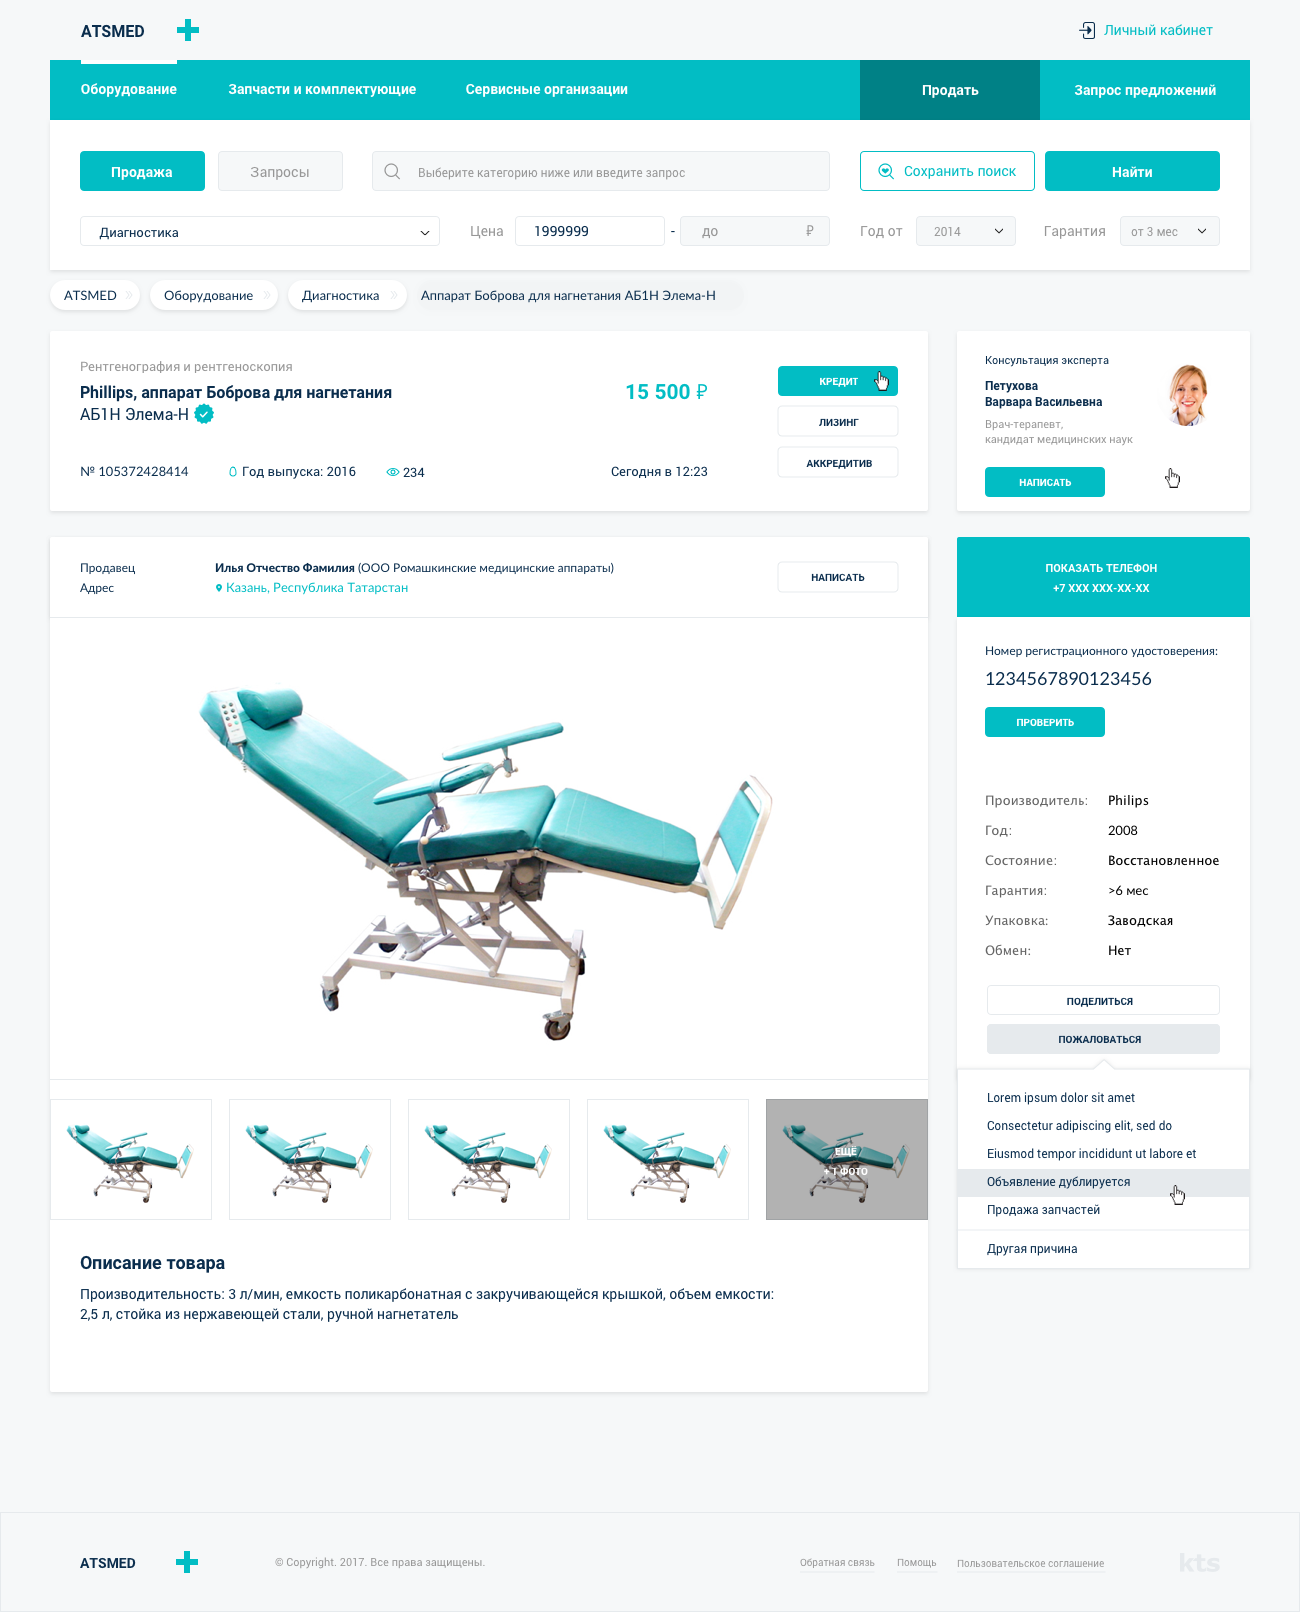 ATSMED
Личный кабинет
Оборудование
Запчасти и комплектующие
Сервисные организации
Продать
Запрос предложений
Продажа
Запросы
Выберите категорию ниже или введите запрос
Сохранить поиск
Найти
Диагностика
Цена
1999999
-
до
₽
Год от
2014
Гарантия
от 3 мес
ATSMED
Оборудование
Диагностика
Аппарат Боброва для нагнетания АБ1Н Элема-Н
Рентгенография и рентгеноскопия
Phillips, аппарат Боброва для нагнетания
АБ1Н Элема-Н
15 500 ₽
№ 105372428414
Год выпуска: 2016
234
Сегодня в 12:23
КРЕДИТ
ЛИЗИНГ
АККРЕДИТИВ
Консультация эксперта
Петухова
Варвара Васильевна
Врач-терапевт,
кандидат медицинских наук
НАПИСАТЬ
Продавец
Илья Отчество Фамилия (ООО Ромашкинские медицинские аппараты)
Адрес
Казань, Республика Татарстан
НАПИСАТЬ
ПОКАЗАТЬ ТЕЛЕФОН
+7 XXX XXX-XX-XX
Номер регистрационного удостоверения:
1234567890123456
ПРОВЕРИТЬ
Производитель: Philips
Год: 2008
Состояние: Восстановленное
Гарантия: >6 мес
Упаковка: Заводская
Обмен: Нет
ПОДЕЛИТЬСЯ
ПОЖАЛОВАТЬСЯ
Lorem ipsum dolor sit amet
Consectetur adipiscing elit, sed do
Eiusmod tempor incididunt ut labore et
Объявление дублируется
Продажа запчастей
Другая причина
ЕЩЁ
+ 1 ФОТО
Описание товара
Производительность: 3 л/мин, емкость поликарбонатная с закручивающейся крышкой, объем емкости:
2,5 л, стойка из нержавеющей стали, ручной нагнетатель
ATSMED
© Copyright. 2017. Все права защищены.
Обратная связь
Помощь
Пользовательское соглашение
kts